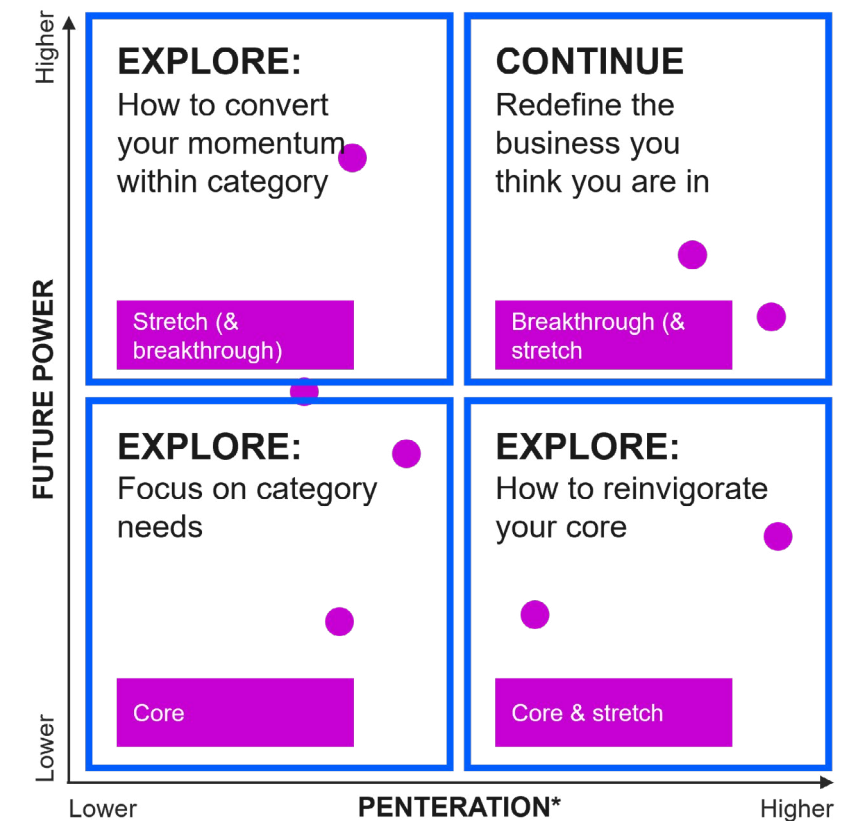 Higher
FUTURE POWER
Lower
EXPLORE:
How to convert
your momentum
within category
Stretch (&
breakthrough)
CONTINUE
Redefine the
business you
think you are in
Breakthrough (&
stretch
EXPLORE:
Focus on category
needs
Core
EXPLORE:
How to reinvigorate
your core
Core & stretch
Lower
PENTERATION*
Higher